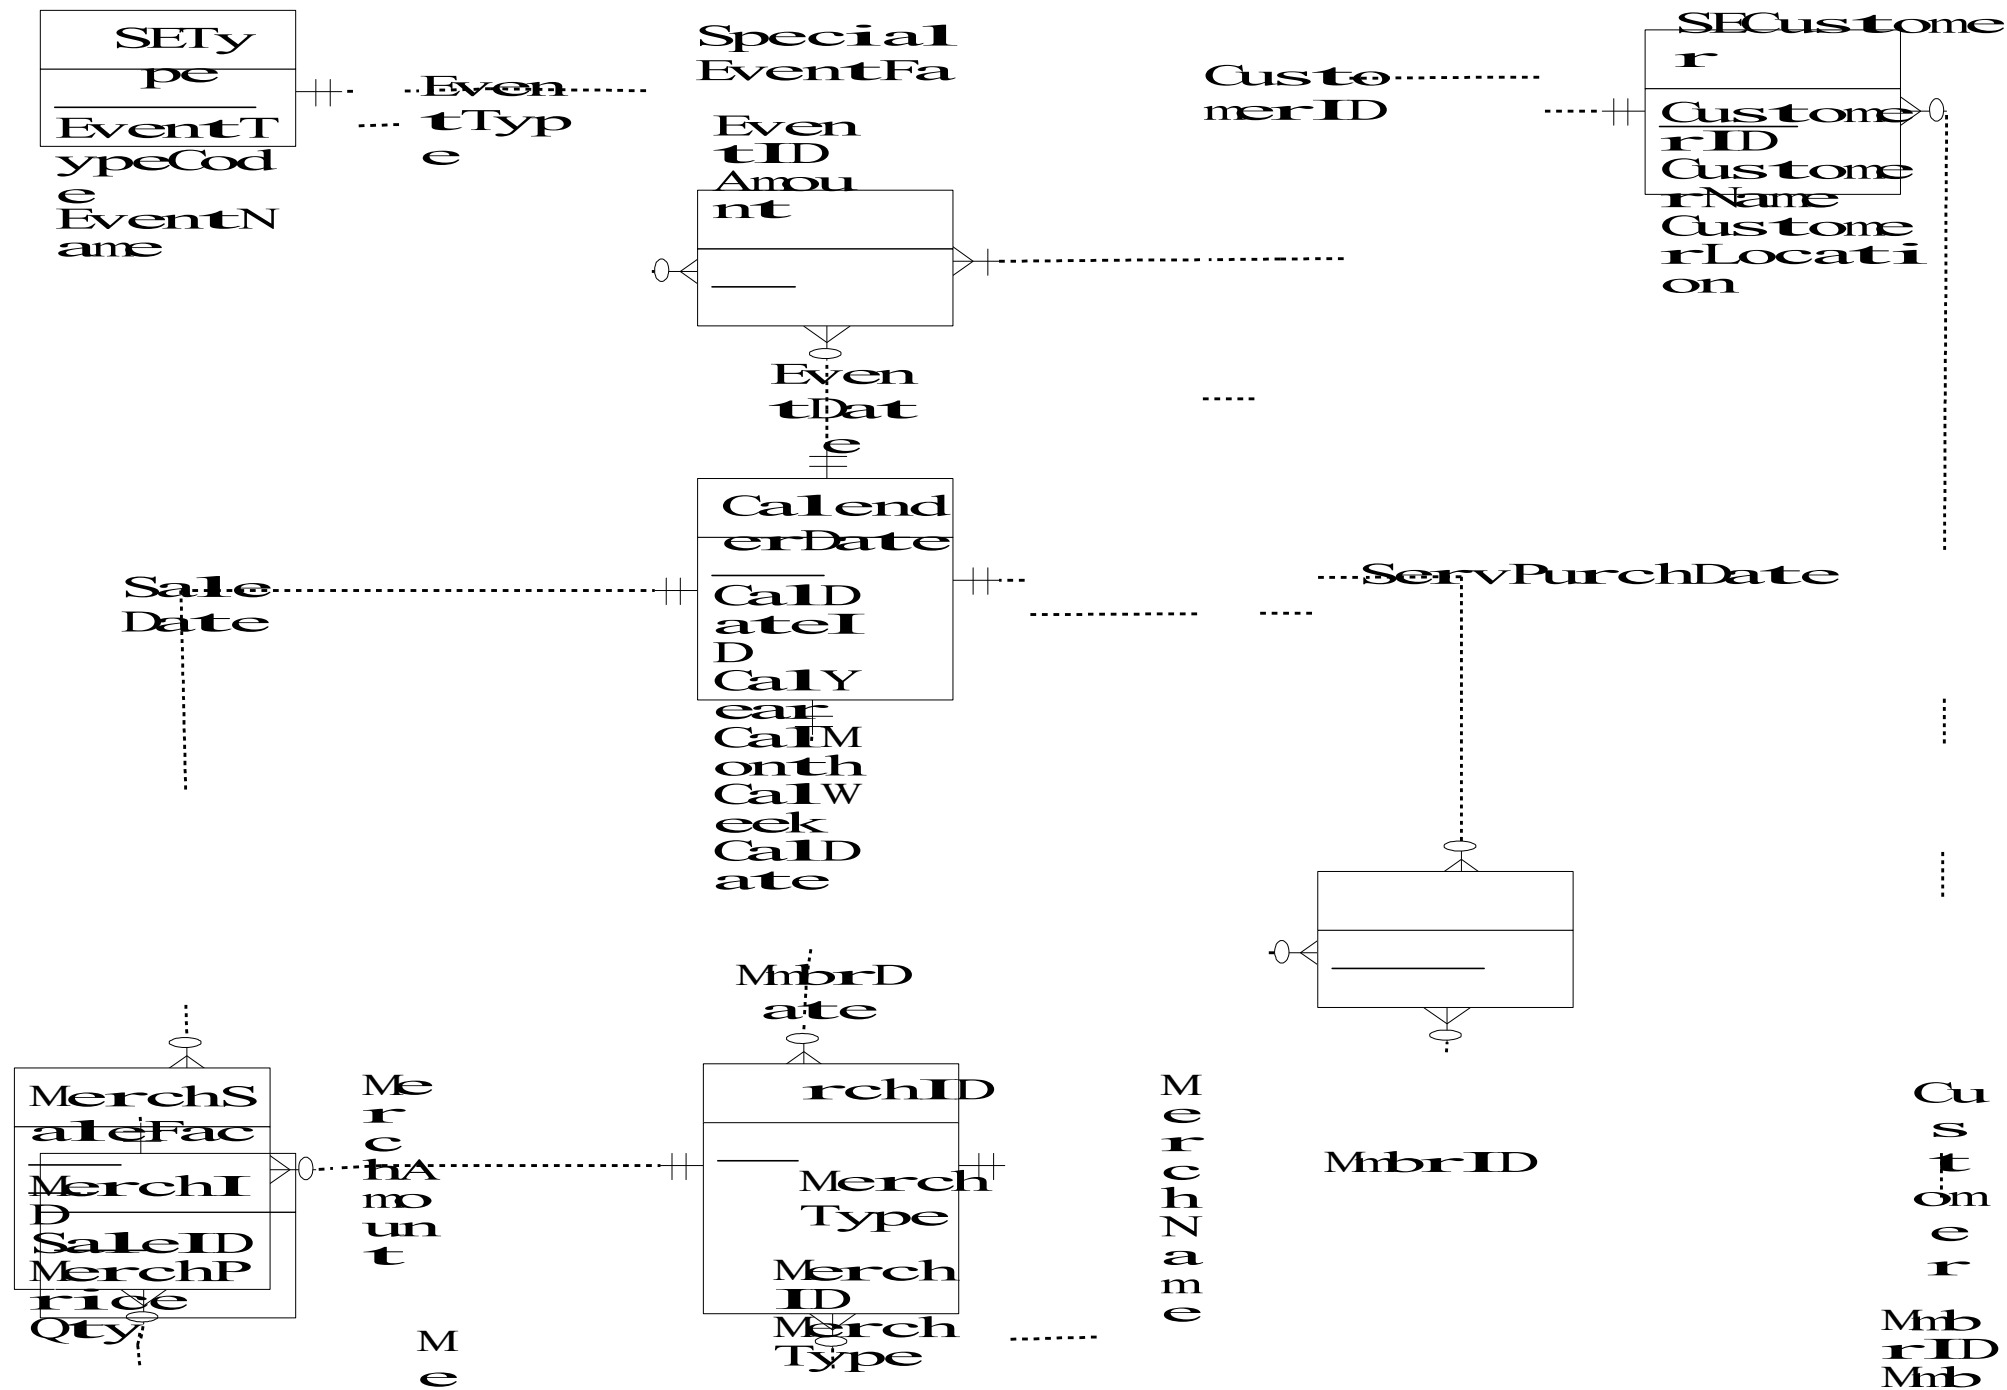 SETy
pe
EventT
ypeCod
e
EventN
ame
Even
tTyp
e
Special
EventFa
Even
tID
Amou
nt
Custo
merID
SECustome
r
Custome
rID
Custome
rName
Custome
rLocati
on
Even
tDat
e
Calend
erDate
CalD
ateI
D
CalY
ear
CalM
onth
CalW
eek
CalD
ate
Sale
Date
ServPurchDate
MmbrD
ate
MerchS
aleFac
MerchI
D
SaleID
MerchP
rice
Qty
Me
r
c
hA
mo
un
t
M
e
rchID
Merch
Type
Merch
ID
Merch
Type
M
e
r
c
h
N
a
m
e
MmbrID
Cu
s
t
om
e
r
Mmb
rID
Mmb